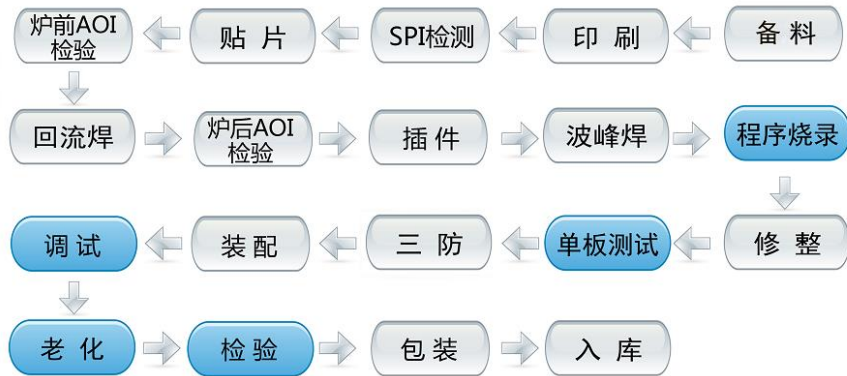 炉前AOI
检验
贴 片
SPI检测
印 刷
备 料
回流焊
炉后AOI
检验
插 件
波峰焊
程序烧录
调 试
装 配
三 防
单板测试
修 整
老 化
检 验
包 装
入 库